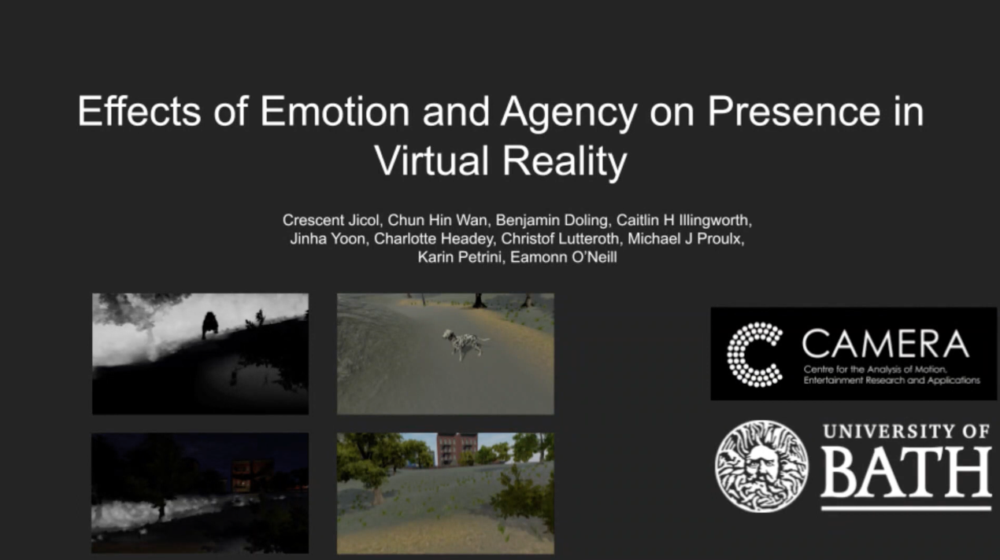 Effects of Emotion and Agency on Presence in
Virtual Reality
Crescent Jicol, Chun Hin Wan, Benjamin Doling, Caitlin H Illingworth,
Jinha Yoon, Charlotte Headey, Christof Lutteroth, Michael J Proulx,
Karin Petrini, Eamonn O'Neill
CAMERA
Centre for the Analysis of Motion,
Entertainment Research and Applications
UNIVERSITY OF
BATH